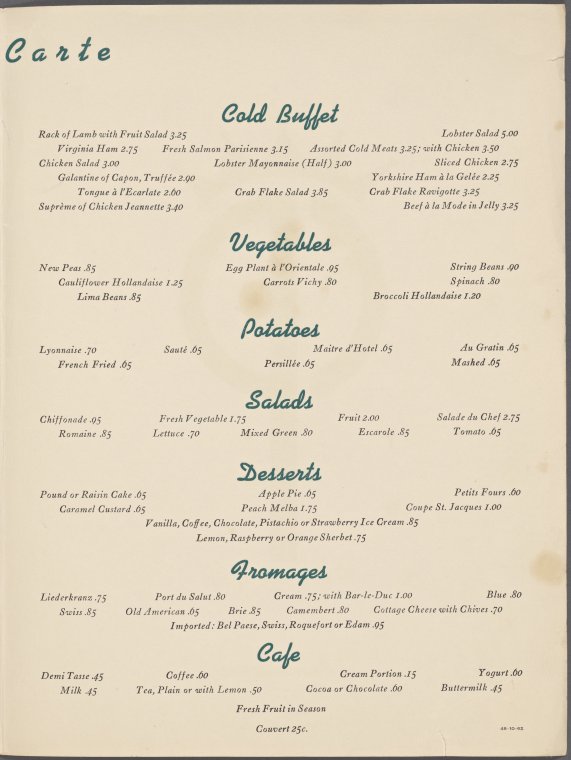 Carte
Cold Buffet
Rack of Lamb with Fruit Salad 3.25 Lobster Salad 5.00
Virginia Ham 2.75 Fresh Salmon Parisienne 3.15 Assorted Cold Meats 3.25; with Chicken 3.50
Chicken Salad 3.00 Lobster Mayonnaise (Half) 3.00 Sliced Chicken 2.75
Galantine of Capon, Truffée 2.90 Yorkshire Ham à la Gelée 2.25
Tongue à l'Ecarlate 2.60 Crab Flake Salad 3.85 Crab Flake Ravigotte 3.25
Suprème of Chicken Jeannette 3.40 Beef à la Mode in Jelly 3.25
Vegetables
New Peas .85 Egg Plant à l'Orientale .95 String Beans .90
Cauliflower Hollandaise 1.25 Carrots Vichy .80 Spinach .80
Lima Beans .85 Broccoli Hollandaise 1.20
Potatoes
Lyonnaise .70 Sauté .65 Maitre d'Hotel .65 Au Gratin .65
French Fried .65 Persillée .65 Mashed .65
Salads
Chiffonade .95 Fresh Vegetable 1.75 Fruit 2.00 Salade du Chef 2.75
Romaine .85 Lettuce .70 Mixed Green .80 Escarole .85 Tomato .65
Desserts
Pound or Raisin Cake .65 Apple Pie .65 Petits Fours .60
Caramel Custard .65 Peach Melba 1.75 Coupe St. Jacques 1.00
Vanilla, Coffee, Chocolate, Pistachio or Strawberry Ice Cream .85
Lemon, Raspberry or Orange Sherbet .75
Fromages
Liederkranz .75 Port du Salut .80 Cream .75; with Bar-le-Duc 1.00 Blue .80
Swiss .85 Old American .65 Brie .85 Camembert .80 Cottage Cheese with Chives .70
Imported: Bel Paese, Swiss, Roquefort or Edam .95
Cafe
Demi Tasse .45 Coffee .60 Cream Portion .15 Yogurt .60
Milk .45 Tea, Plain or with Lemon .50 Cocoa or Chocolate .60 Buttermilk .45
Fresh Fruit in Season
Couvert 25c.